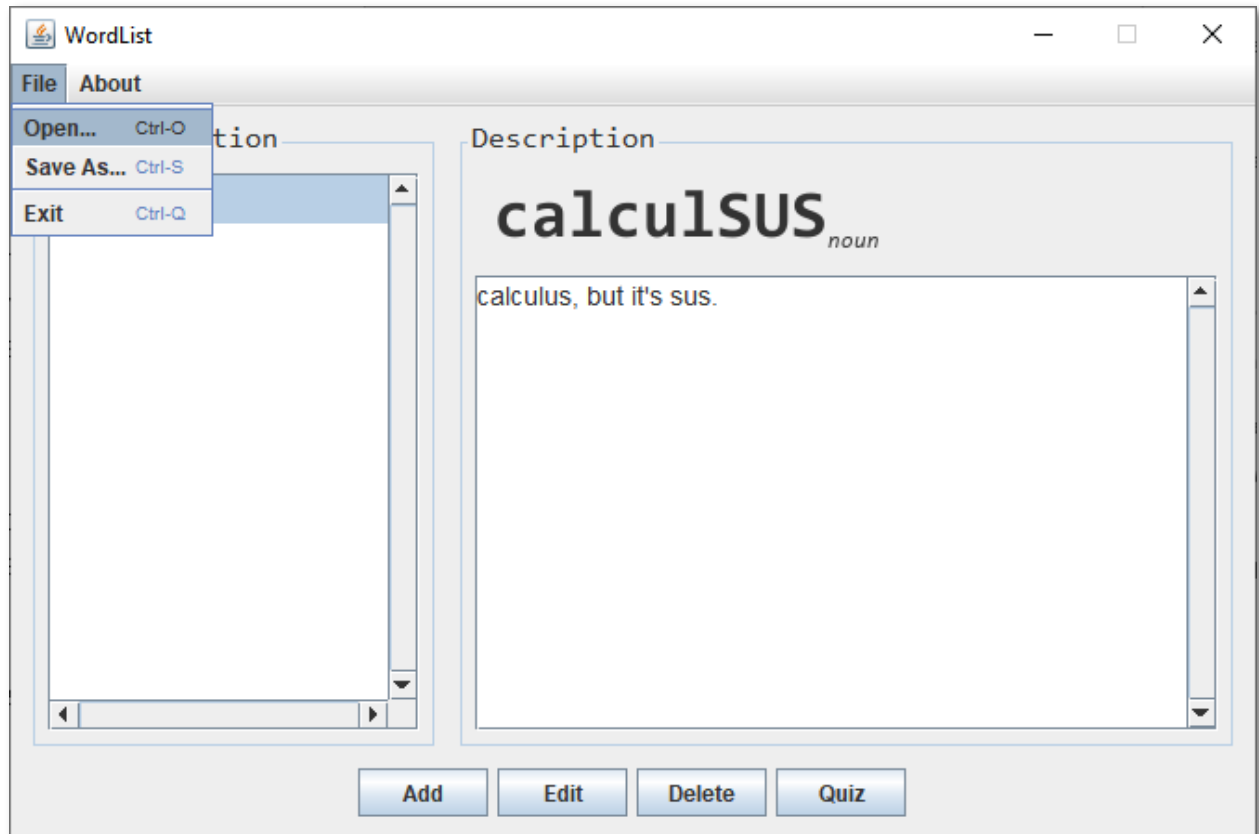 WordList
File About
Open... Ctrl-O
Save As... Ctrl-S
Exit Ctrl-Q
tion
Description
calculSUS noun
calculus, but it's sus.
Add Edit Delete Quiz